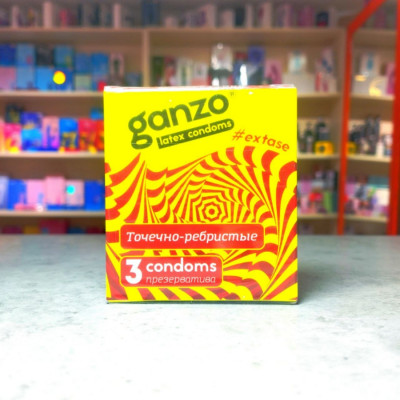 ganzo
latex condoms
#extase
Точечно-ребристые
3 condoms
презерватива